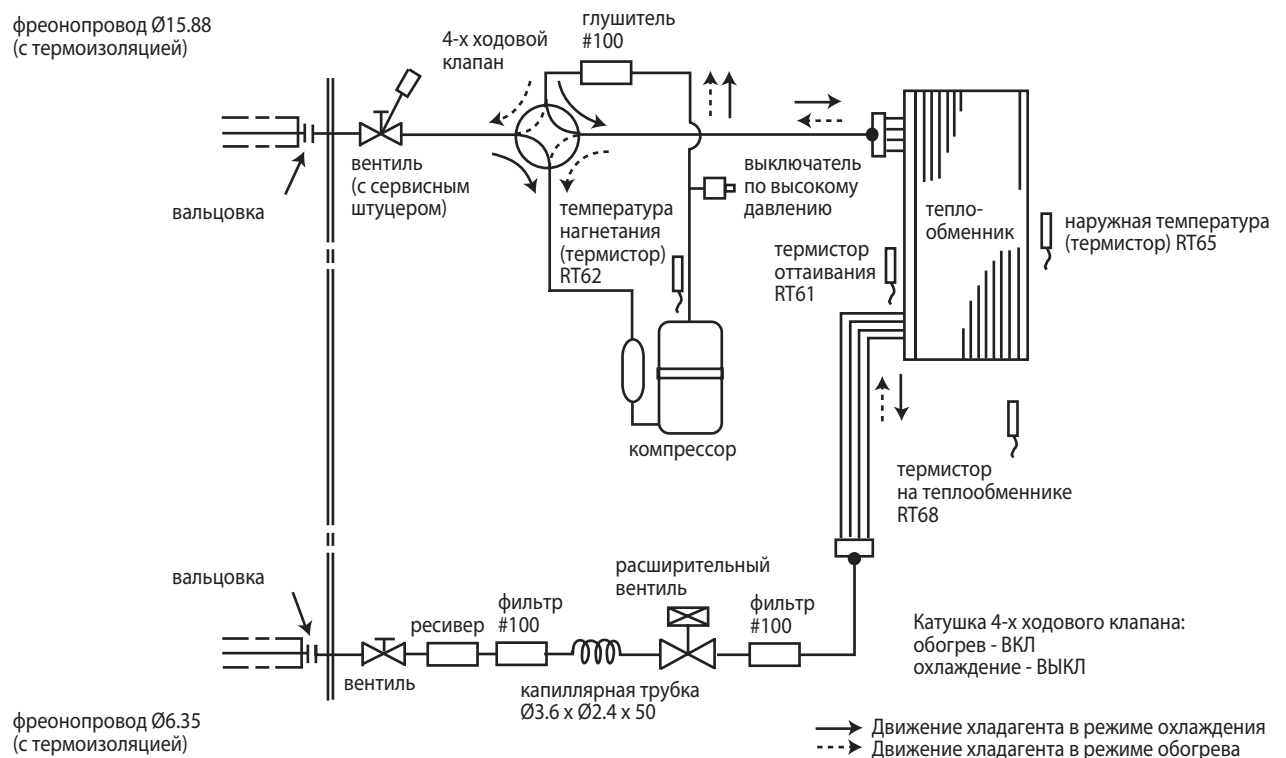 фреонопровод Ø15.88
(с термоизоляцией)
4-х ходовой
клапан
глушитель
#100
вентиль
(с сервисным
штуцером)
вальцовка
температура
нагнетания
(термистор)
RT62
выключатель
по высокому
давлению
тепло-
обменник
наружная температура
(термистор) RT65
термистор
оттаивания
RT61
компрессор
термистор
на теплообменнике
RT68
вальцовка
ресивер
фильтр
#100
расширительный
вентиль
фильтр
#100
вентиль
капиллярная трубка
Ø3.6 x Ø2.4 x 50
Катушка 4-х ходового клапана:
обогрев - ВКЛ
охлаждение - ВЫКЛ
фреонопровод Ø6.35
(с термоизоляцией)
Движение хладагента в режиме охлаждения
Движение хладагента в режиме обогрева